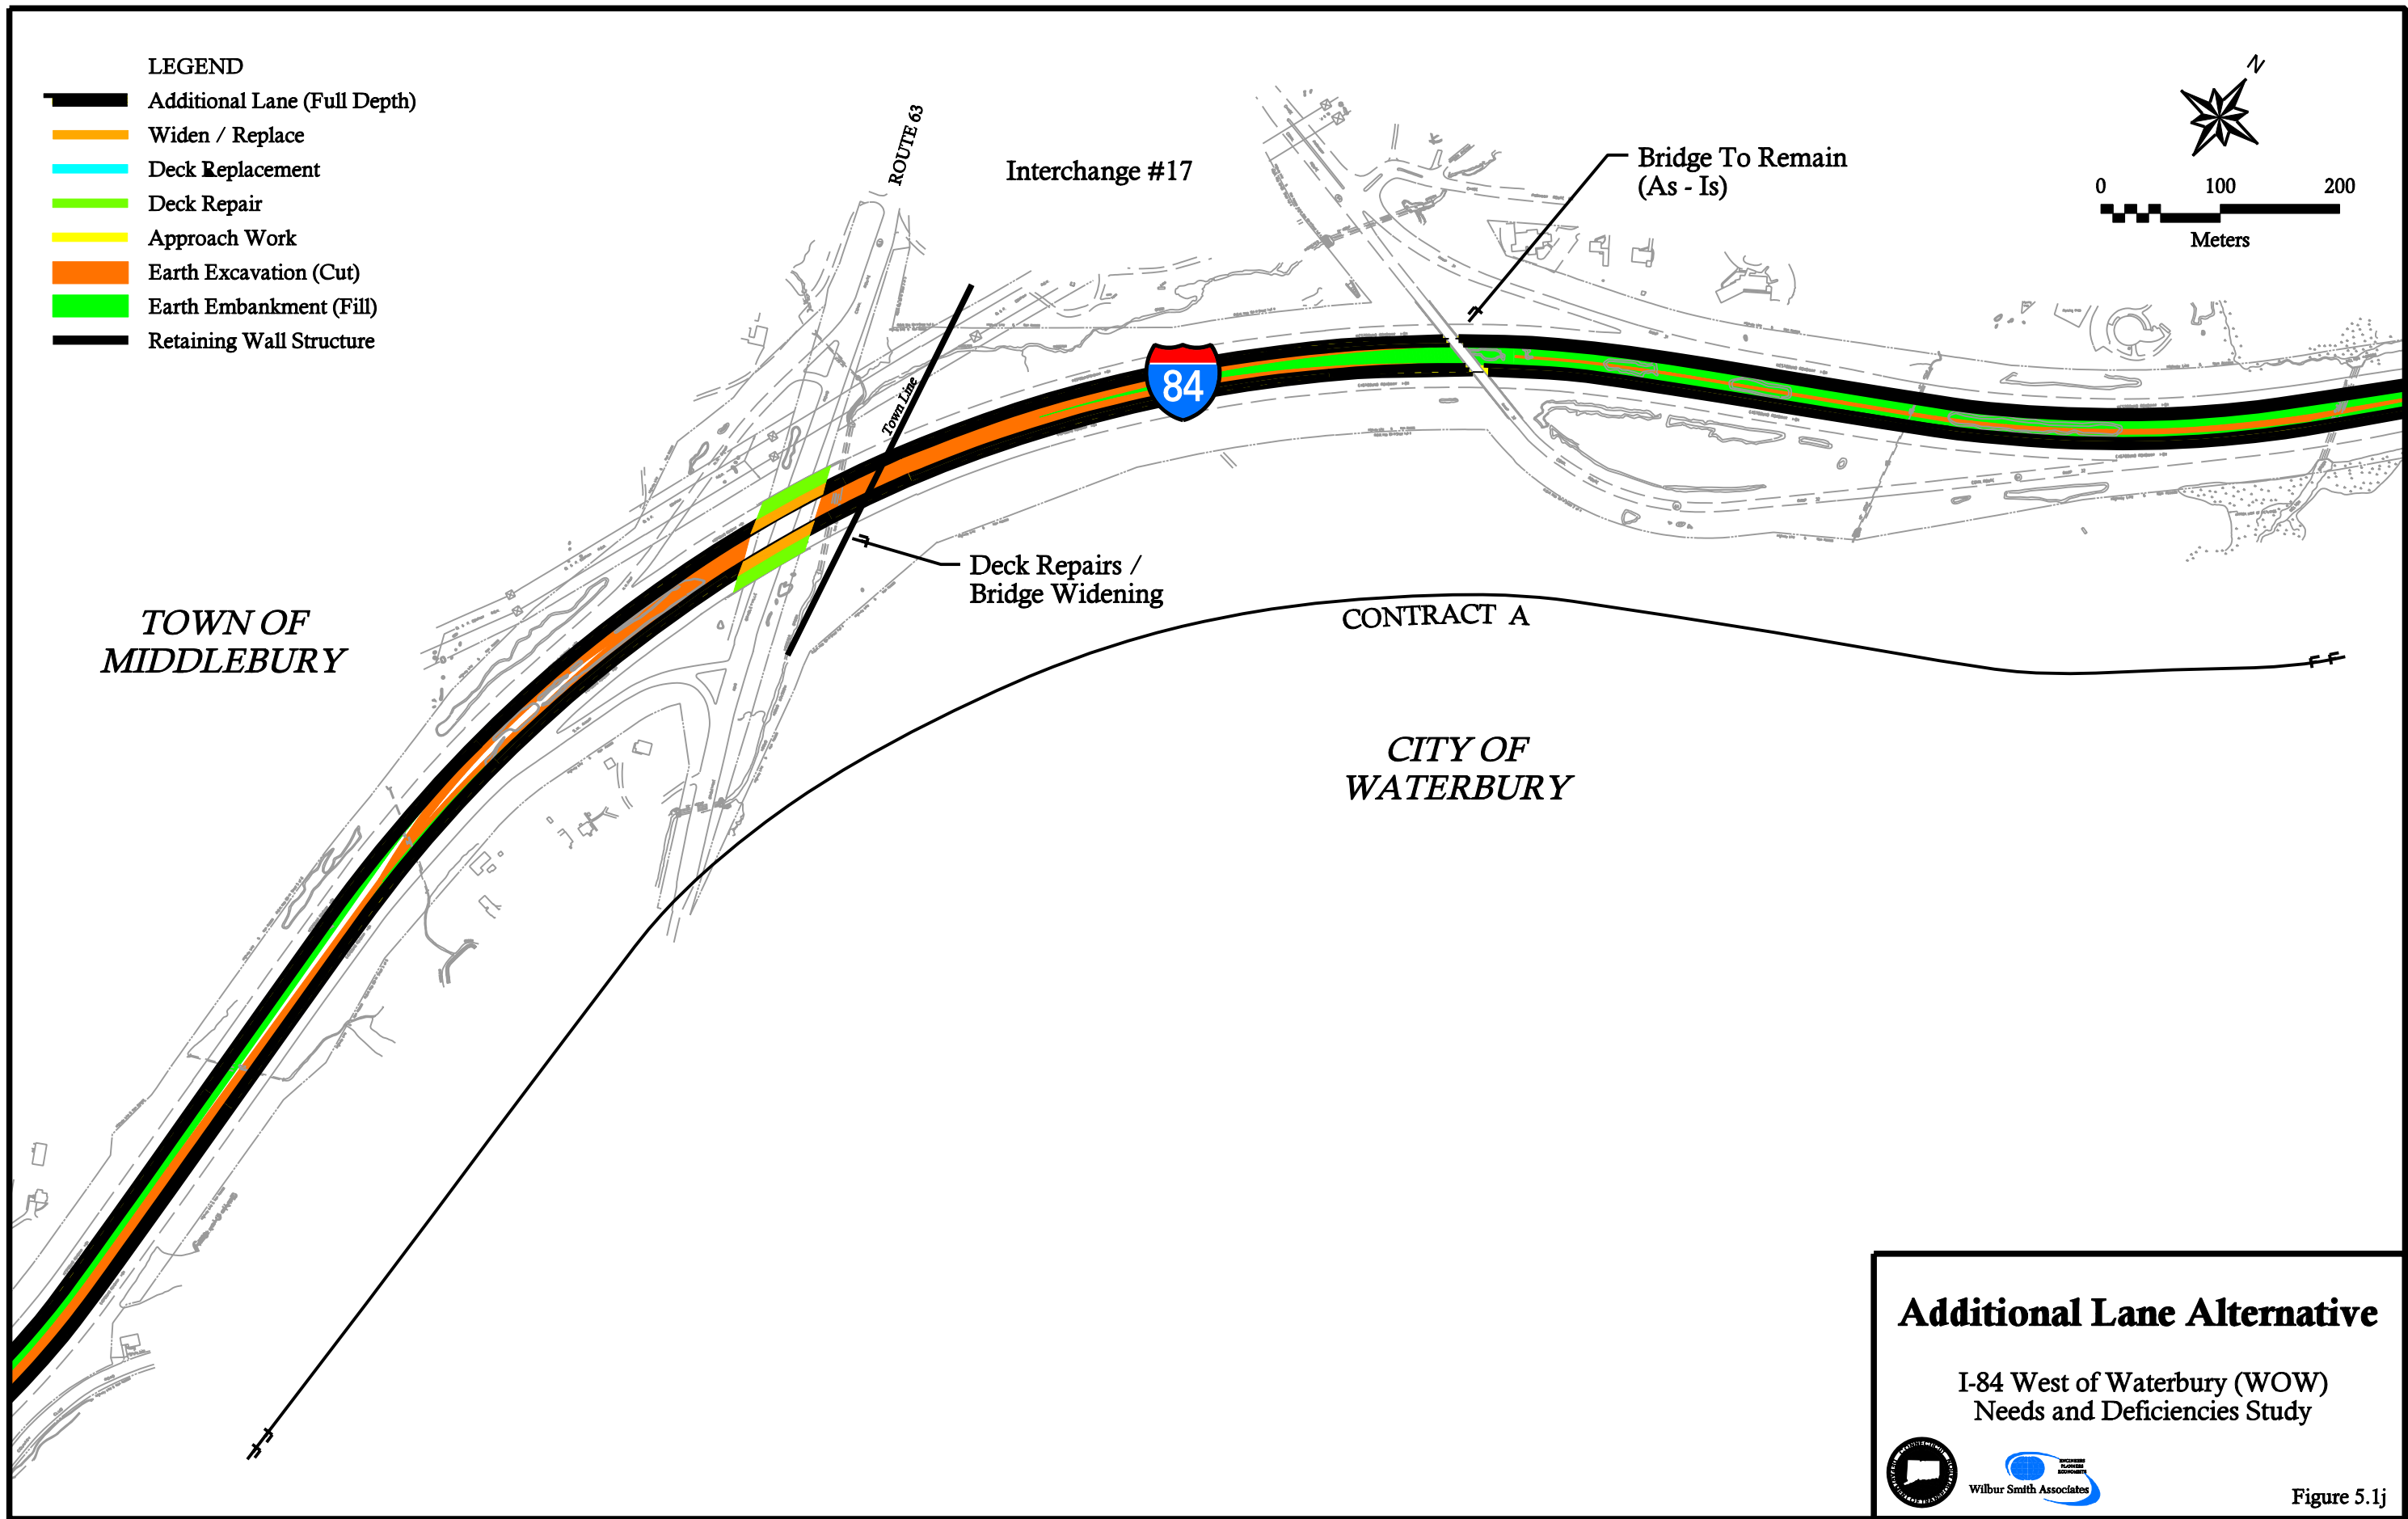 LEGEND
Additional Lane (Full Depth)
Widen / Replace
Deck Replacement
Deck Repair
Approach Work
Earth Excavation (Cut)
Earth Embankment (Fill)
Retaining Wall Structure
ROUTE 63
Interchange #17
Bridge To Remain
(As - Is)
N
0 100 200
Meters
Town Line
84
Deck Repairs /
Bridge Widening
TOWN OF
MIDDLEBURY
CONTRACT A
CITY OF
WATERBURY
Additional Lane Alternative
I-84 West of Waterbury (WOW)
Needs and Deficiencies Study
ENGINEERS
PLANNERS
ECONOMISTS
Wilbur Smith Associates
Figure 5.1j